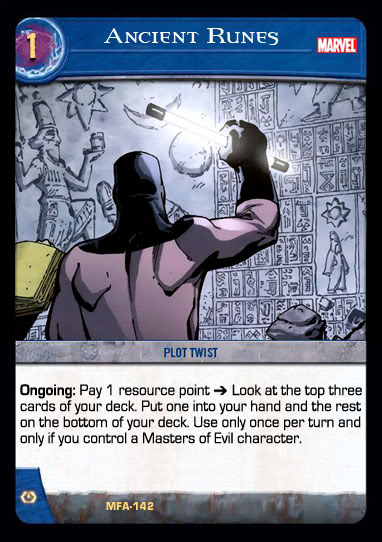 1
Ancient Runes
MARVEL
PLOT TWIST
Ongoing: Pay 1 resource point ➔ Look at the top three
cards of your deck. Put one into your hand and the rest
on the bottom of your deck. Use only once per turn and
only if you control a Masters of Evil character.
MFA-142